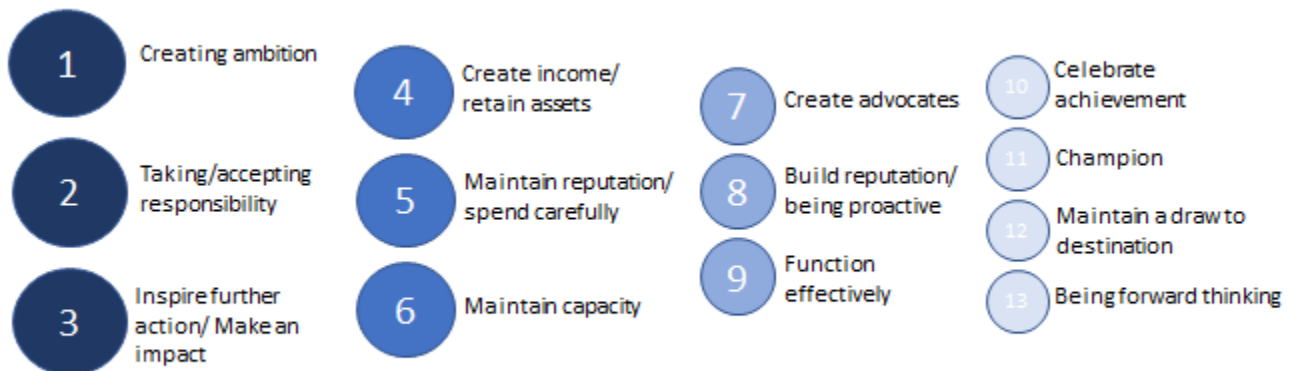 1
Creating ambition
2
Taking/accepting
responsibility
3
Inspire further
action/ Make an
impact
4
Create income/
retain assets
5
Maintain reputation/
spend carefully
6
Maintain capacity
7
Create advocates
8
Build reputation/
being proactive
9
Function
effectively
10
Celebrate
achievement
11
Champion
12
Maintain a draw to
destination
13
Being forward thinking